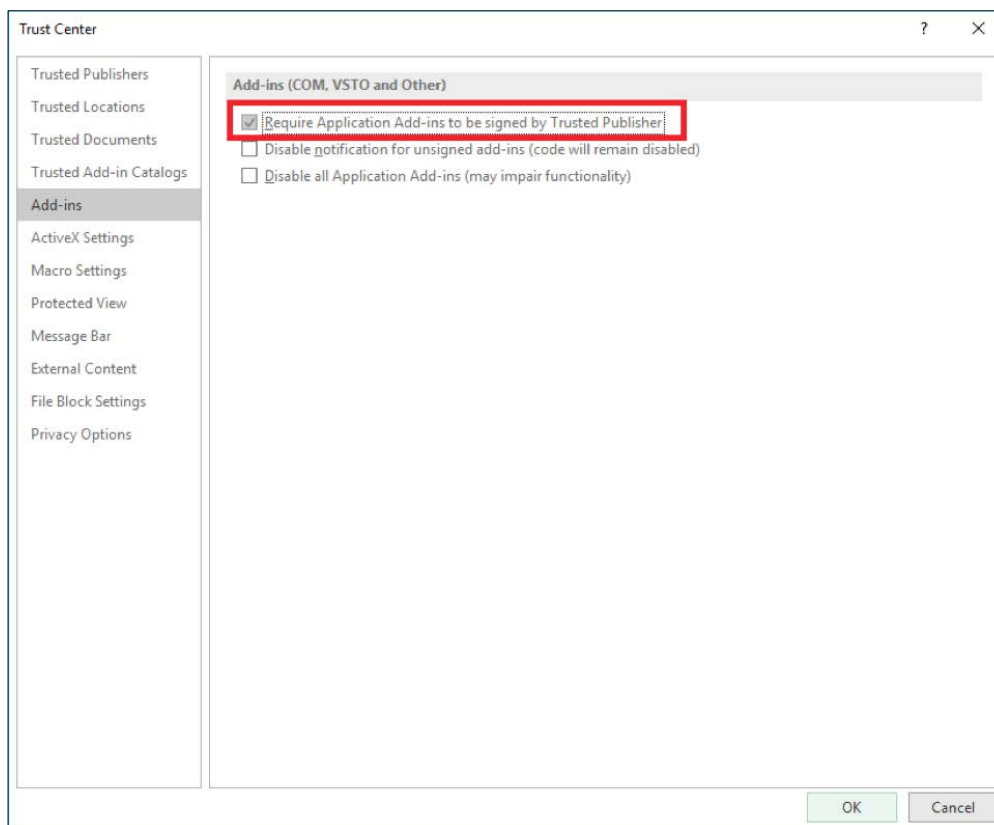 Trust Center
?
Trusted Publishers
Trusted Locations
Trusted Documents
Trusted Add-in Catalogs
Add-ins
ActiveX Settings
Macro Settings
Protected View
Message Bar
External Content
File Block Settings
Privacy Options
Add-ins (COM, VSTO and Other)
Require Application Add-ins to be signed by Trusted Publisher
Disable notification for unsigned add-ins (code will remain disabled)
Disable all Application Add-ins (may impair functionality)
OK
Cancel